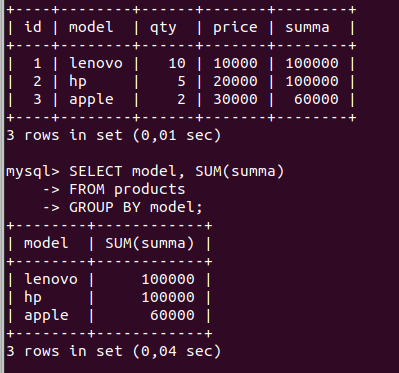 +----+--------+------+-------+--------+
| id | model  | qty  | price | summa  |
+----+--------+------+-------+--------+
|  1 | lenovo |   10 | 10000 | 100000 |
|  2 | hp     |    5 | 20000 | 100000 |
|  3 | apple  |    2 | 30000 |  60000 |
+----+--------+------+-------+--------+
3 rows in set (0,01 sec)

mysql> SELECT model, SUM(summa)
    -> FROM products
    -> GROUP BY model;
+--------+------------+
| model  | SUM(summa) |
+--------+------------+
| lenovo |     100000 |
| hp     |     100000 |
| apple  |      60000 |
+--------+------------+
3 rows in set (0,04 sec)